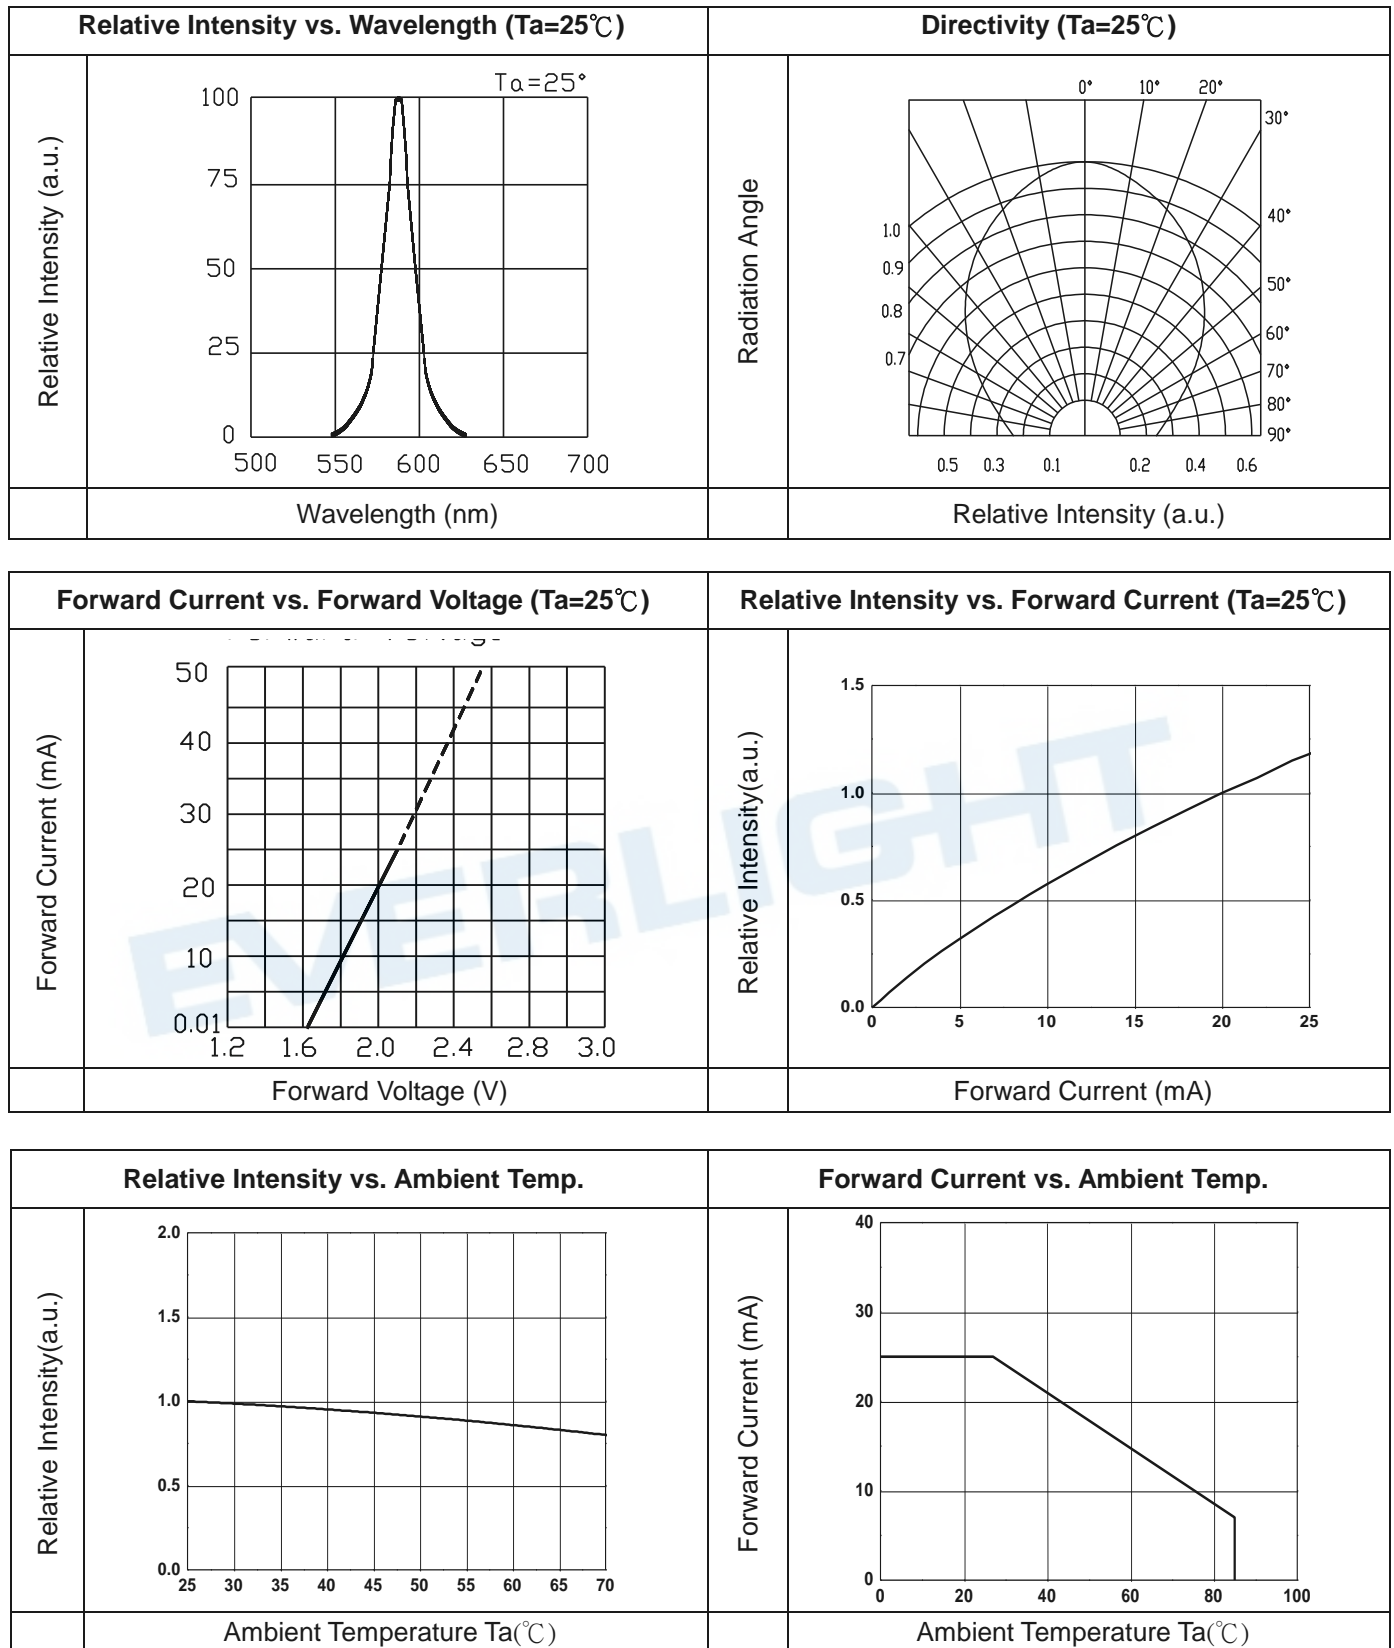 Relative Intensity vs. Wavelength (Ta=25℃)
Directivity (Ta=25℃)
Relative Intensity (a.u.)
Ta=25°
100
75
50
25
0
500 550 600 650 700
Wavelength (nm)
Radiation Angle
0° 10° 20°
30°
40°
50°
60°
70°
80°
90°
1.0
0.9
0.8
0.7
0.5 0.3 0.1 0.2 0.4 0.6
Relative Intensity (a.u.)
Forward Current vs. Forward Voltage (Ta=25℃)
Relative Intensity vs. Forward Current (Ta=25℃)
Forward Current (mA)
50
40
30
20
10
0.01
1.2 1.6 2.0 2.4 2.8 3.0
Forward Voltage (V)
Relative Intensity(a.u.)
1.5
1.0
0.5
0.0
0 5 10 15 20 25
Forward Current (mA)
EVERLIGHT
Relative Intensity vs. Ambient Temp.
Forward Current vs. Ambient Temp.
Relative Intensity(a.u.)
2.0
1.5
1.0
0.5
0.0
25 30 35 40 45 50 55 60 65 70
Ambient Temperature Ta(℃)
Forward Current (mA)
40
30
20
10
0
0 20 40 60 80 100
Ambient Temperature Ta(℃)